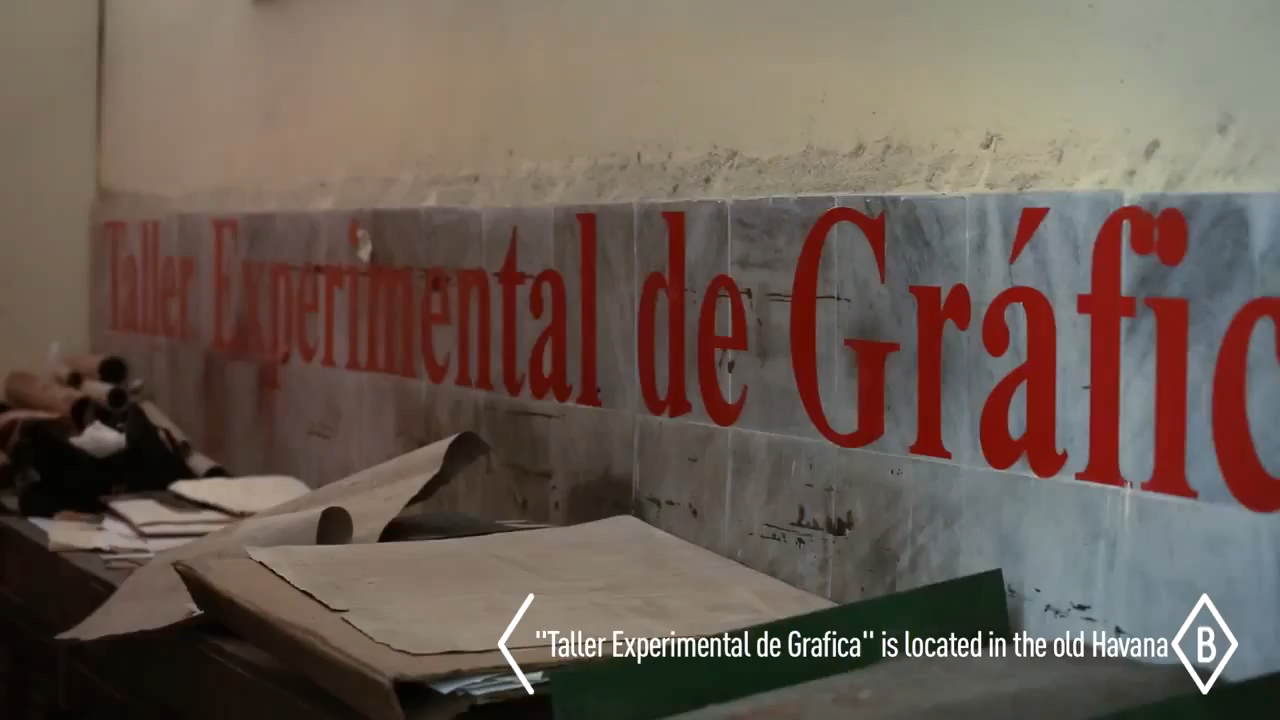 Taller Experimental de Gráfic
"Taller Experimental de Grafica" is located in the old Havana
B